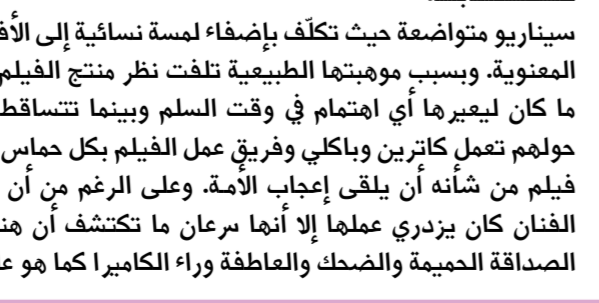 سيناريو متواضعة حيث تكلّف بإضفاء لمسة نسائية إلى
المعنوية. وبسبب موهبتها الطبيعية تلفت نظر منتج الفيلم
ما كان ليعيرها أي اهتمام في وقت السلم وبينما تتساقط
حولهم تعمل كاترين وباكلي وفريق عمل الفيلم بكل حماس
فيلم من شأنه أن يلقى إعجاب الأمة. وعلى الرغم من أن
الفنان كان يزدري عملها إلا أنها سرعان ما تكتشف أن
الصداقة الحميمة والضحك والعاطفة وراء الكاميرا كما هو